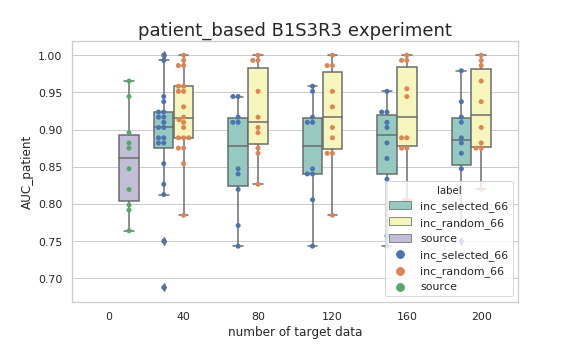 patient_based B1S3R3 experiment
1.00
0.95
0.90
0.85
0.80
0.75
0.70
AUC_patient
0
40
80
120
160
200
number of target data
label
inc_selected_66
inc_random_66
source
inc_selected_66
inc_random_66
source